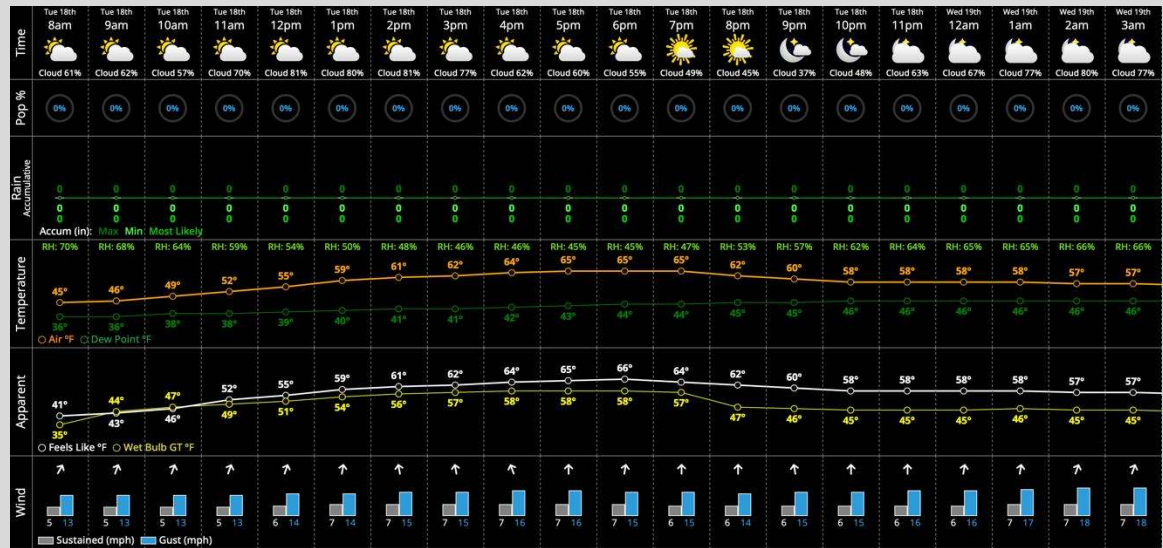 Time
Tue 18th Tue 18th Tue 18th Tue 18th Tue 18th Tue 18th Tue 18th Tue 18th Tue 18th Tue 18th Tue 18th Tue 18th Tue 18th Tue 18th Tue 18th Tue 18th Wed 19th Wed 19th Wed 19th Wed 19th
8am 9am 10am 11am 12pm 1pm 2pm 3pm 4pm 5pm 6pm 7pm 8pm 9pm 10pm 11pm 12am 1am 2am 3am
Cloud 61% Cloud 62% Cloud 57% Cloud 70% Cloud 81% Cloud 80% Cloud 81% Cloud 77% Cloud 62% Cloud 60% Cloud 55% Cloud 49% Cloud 45% Cloud 37% Cloud 48% Cloud 63% Cloud 67% Cloud 77% Cloud 80% Cloud 77%
Pop %
0% 0% 0% 0% 0% 0% 0% 0% 0% 0% 0% 0% 0% 0% 0% 0% 0% 0% 0% 0%
Rain
Accumulative
0 0 0 0 0 0 0 0 0 0 0 0 0 0 0 0 0 0 0 0
0 0 0 0 0 0 0 0 0 0 0 0 0 0 0 0 0 0 0 0
0 0 0 0 0 0 0 0 0 0 0 0 0 0 0 0 0 0 0 0
Accum (in): Max Min Most Likely
Temperature
RH: 70% RH: 68% RH: 64% RH: 59% RH: 54% RH: 50% RH: 48% RH: 46% RH: 46% RH: 45% RH: 45% RH: 47% RH: 53% RH: 57% RH: 62% RH: 64% RH: 65% RH: 65% RH: 66% RH: 66%
45° 46° 49° 52° 55° 59° 61° 62° 64° 65° 65° 65° 62° 60° 58° 58° 58° 58° 57° 57°
36° 36° 38° 38° 39° 40° 41° 41° 42° 43° 44° 44° 45° 45° 46° 46° 46° 46° 46° 46°
Air °F Dew Point °F
Apparent
41° 43° 46° 52° 55° 59° 61° 62° 64° 65° 66° 64° 62° 60° 58° 58° 58° 58° 57° 57°
35° 44° 47° 49° 51° 54° 56° 57° 58° 58° 58° 57° 47° 46° 45° 45° 45° 46° 45° 45°
Feels Like °F Wet Bulb GT °F
Wind
5 13 5 13 5 13 5 13 6 14 7 14 7 15 7 15 7 16 7 16 7 15 6 15 6 14 6 15 6 15 6 16 6 16 7 17 7 18 7 18
Sustained (mph) Gust (mph)